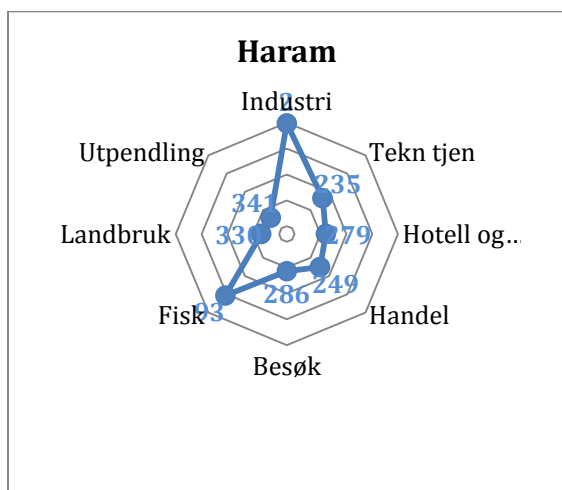 Haram
2
Industri
Utpendling
Tekn tjen
235
341
Landbruk
330
279
Hotell og...
249
286
93
Fisk
Handel
Besøk